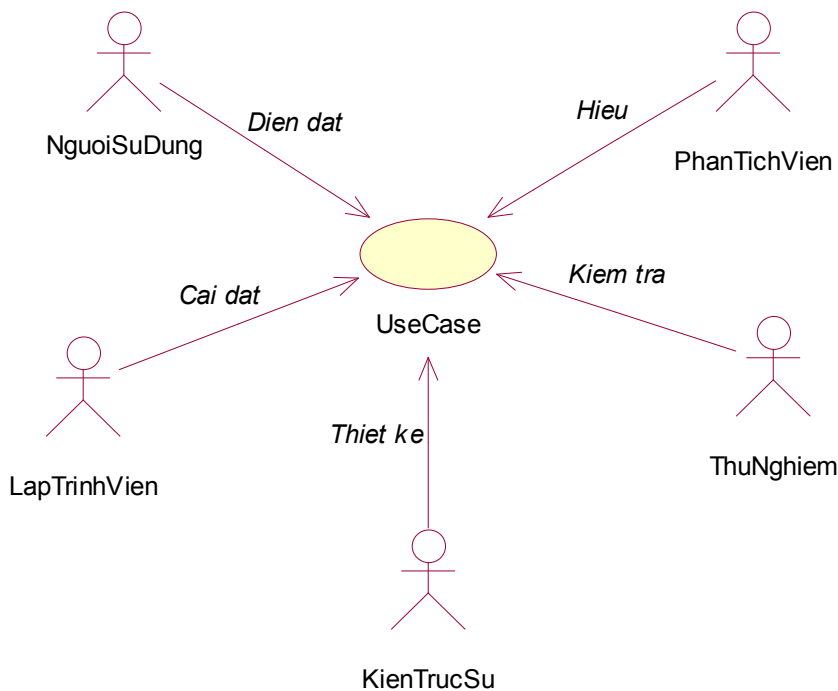 NguoiSuDung
Dien dat
Hieu
PhanTichVien
Cai dat
Kiem tra
UseCase
LapTrinhVien
Thiet ke
ThuNghiem
KienTrucSu